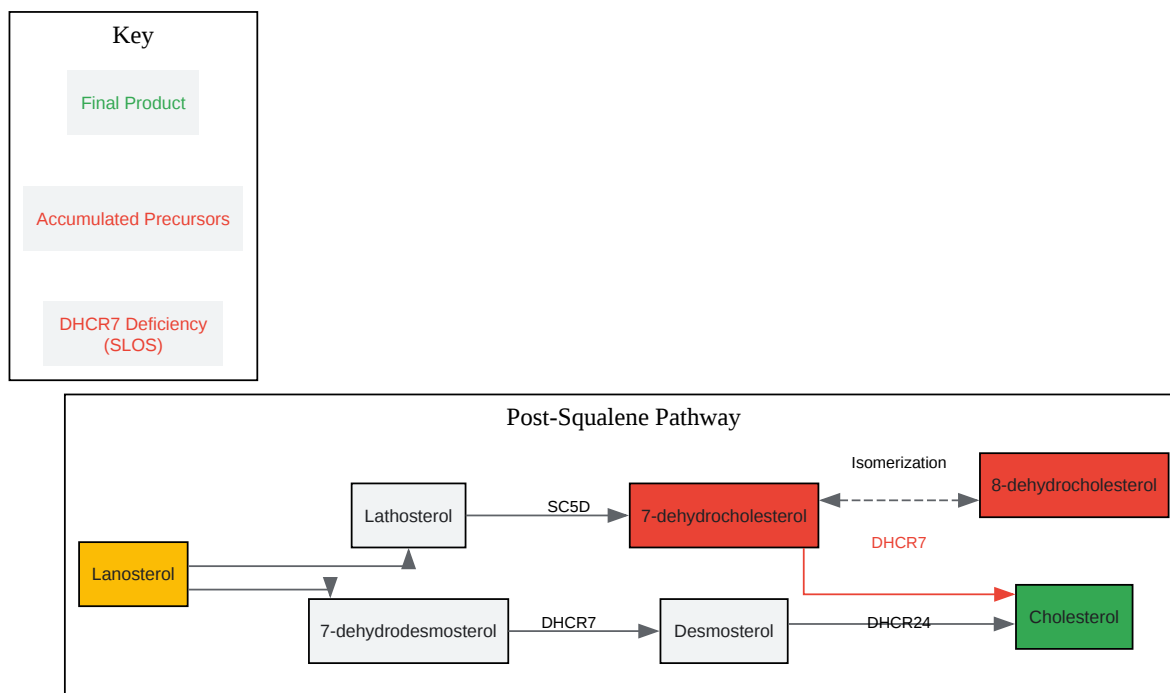 Key
Final Product
Accumulated Precursors
DHCR7 Deficiency
(SLOS)
Post-Squalene Pathway
Isomerization
8-dehydrocholesterol
Lathosterol
SC5D
7-dehydrocholesterol
DHCR7
Lanosterol
7-dehydrodesmosterol
DHCR7
Desmosterol
DHCR24
Cholesterol